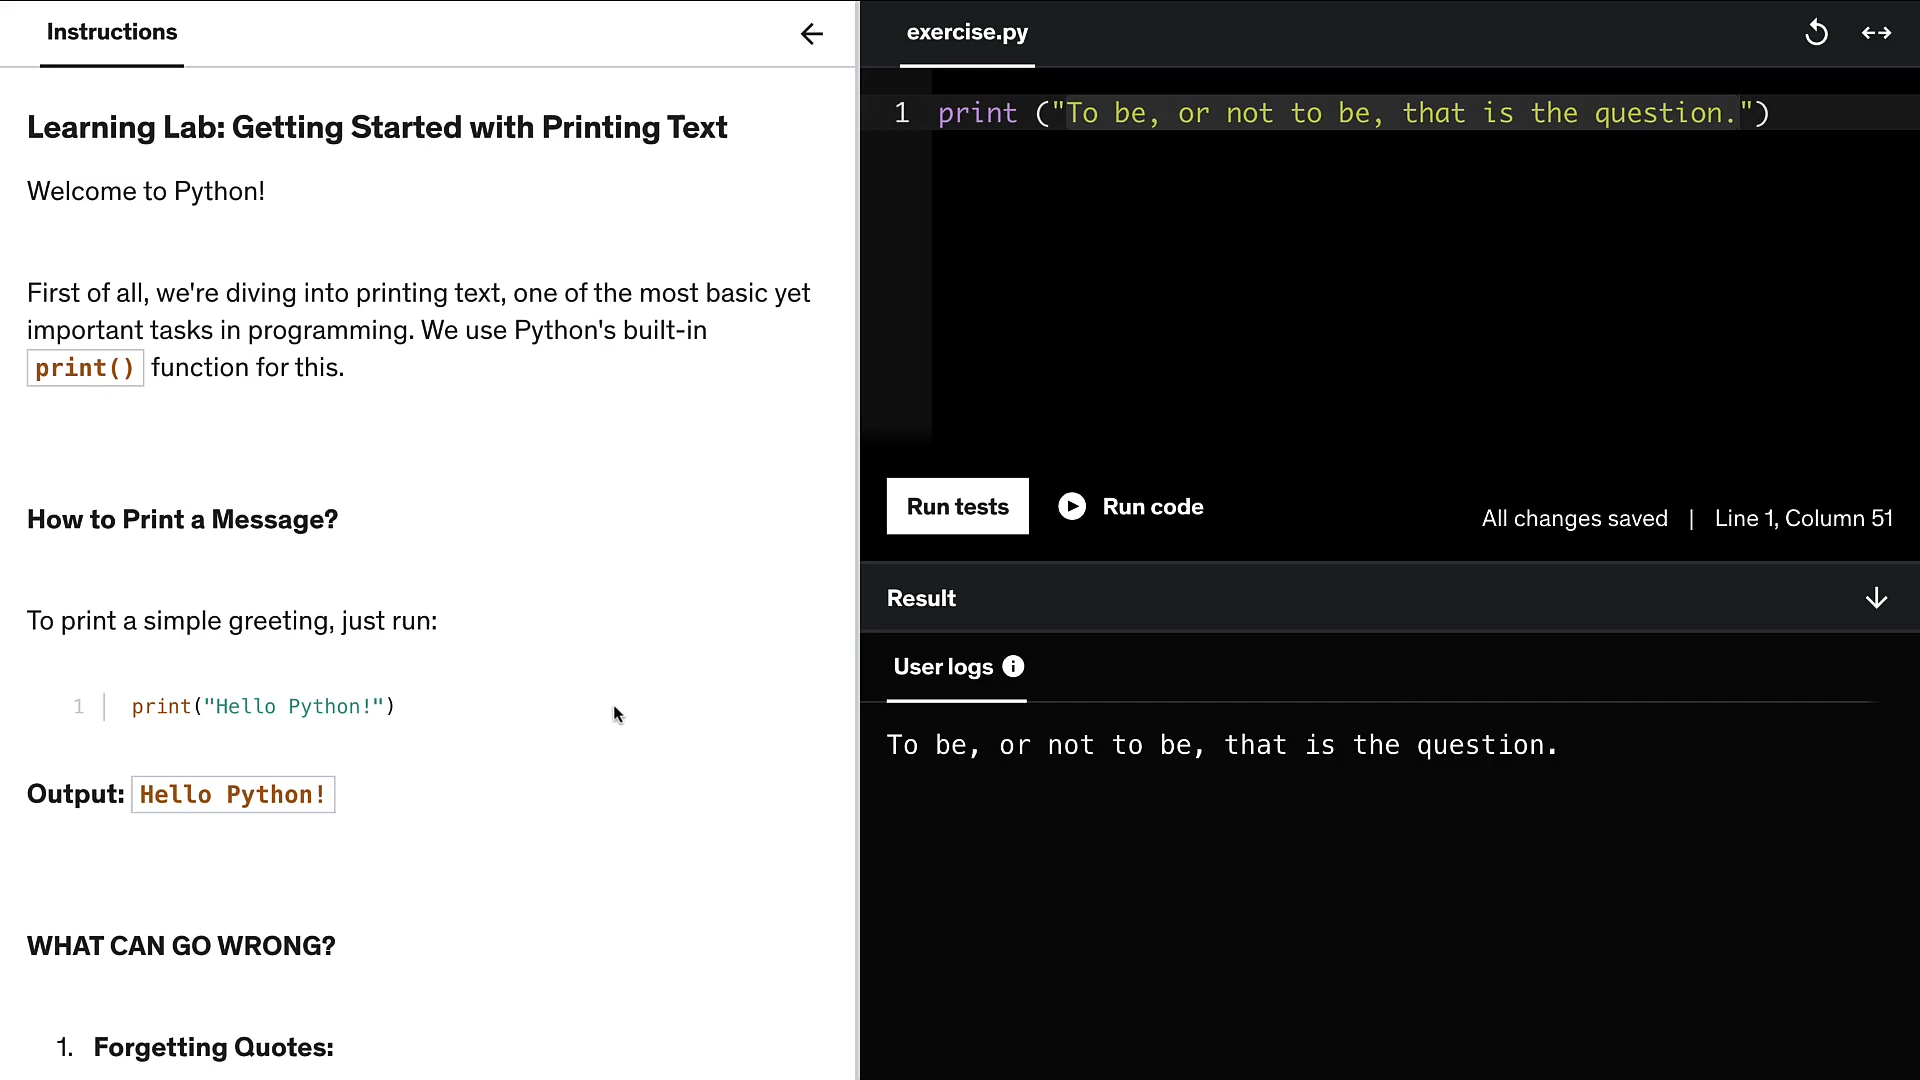 Instructions
Learning Lab: Getting Started with Printing Text
Welcome to Python!
First of all, we're diving into printing text, one of the most basic yet
important tasks in programming. We use Python's built-in
print() function for this.
How to Print a Message?
To print a simple greeting, just run:
1 print("Hello Python!")
Output: Hello Python!
WHAT CAN GO WRONG?
1. Forgetting Quotes:
exercise.py
1 print ("To be, or not to be, that is the question.")
Run tests
Run code
All changes saved | Line 1, Column 51
Result
User logs
To be, or not to be, that is the question.